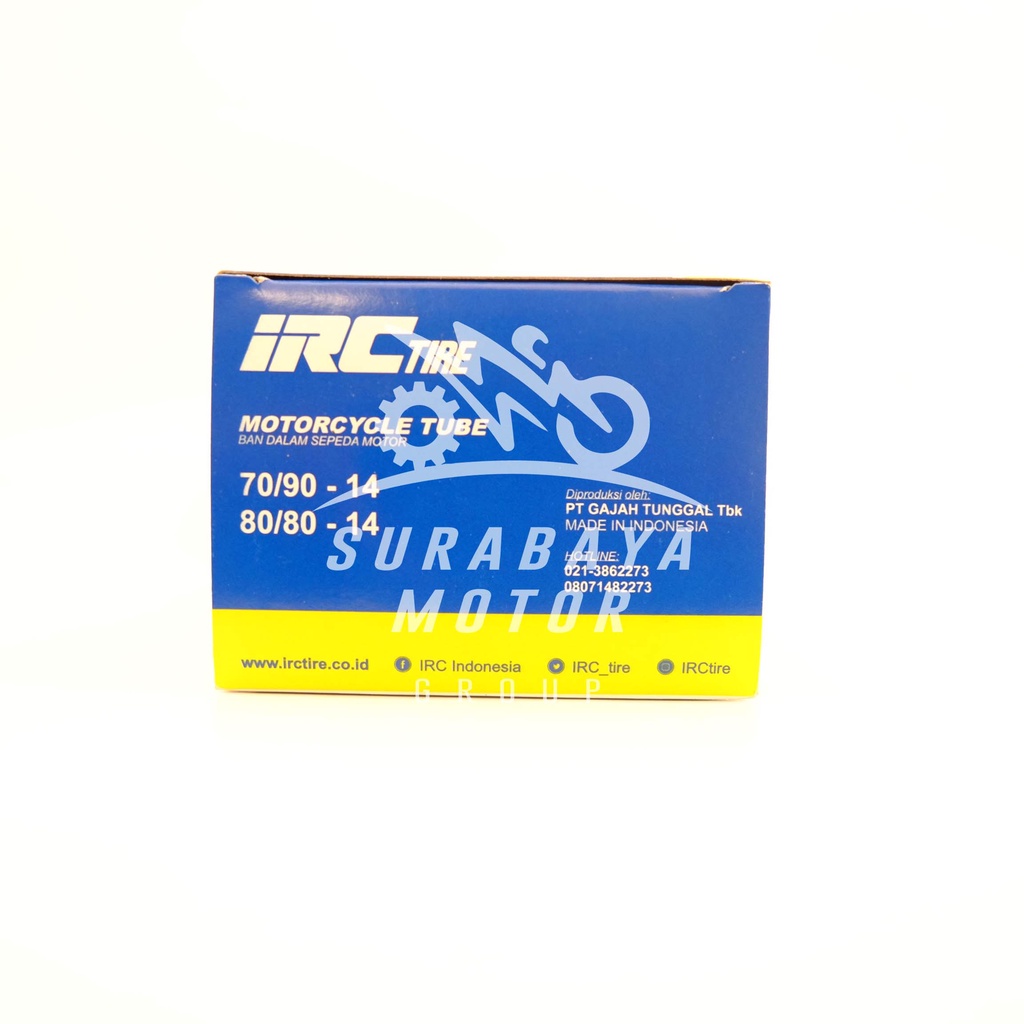 IRC TIRE
MOTORCYCLE TUBE
BAN DALAM SEPEDA MOTOR
70/90 - 14
80/80 - 14
Diproduksi oleh:
PT GAJAH TUNGGAL Tbk
MADE IN INDONESIA
HOTLINE:
021-3862273
08071482273
SURABAYA
MOTOR
GROUP
www.irctire.co.id IRC Indonesia IRC_tire IRCtire